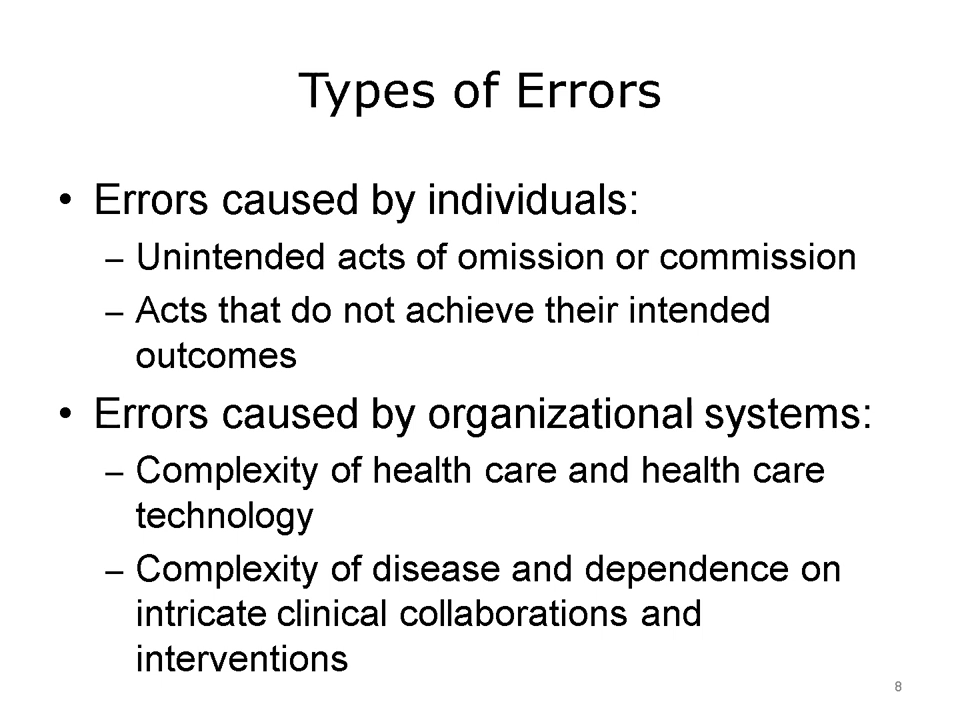 Types of Errors
• Errors caused by individuals:
– Unintended acts of omission or commission
– Acts that do not achieve their intended
outcomes
• Errors caused by organizational systems:
– Complexity of health care and health care
technology
– Complexity of disease and dependence on
intricate clinical collaborations and
interventions
8